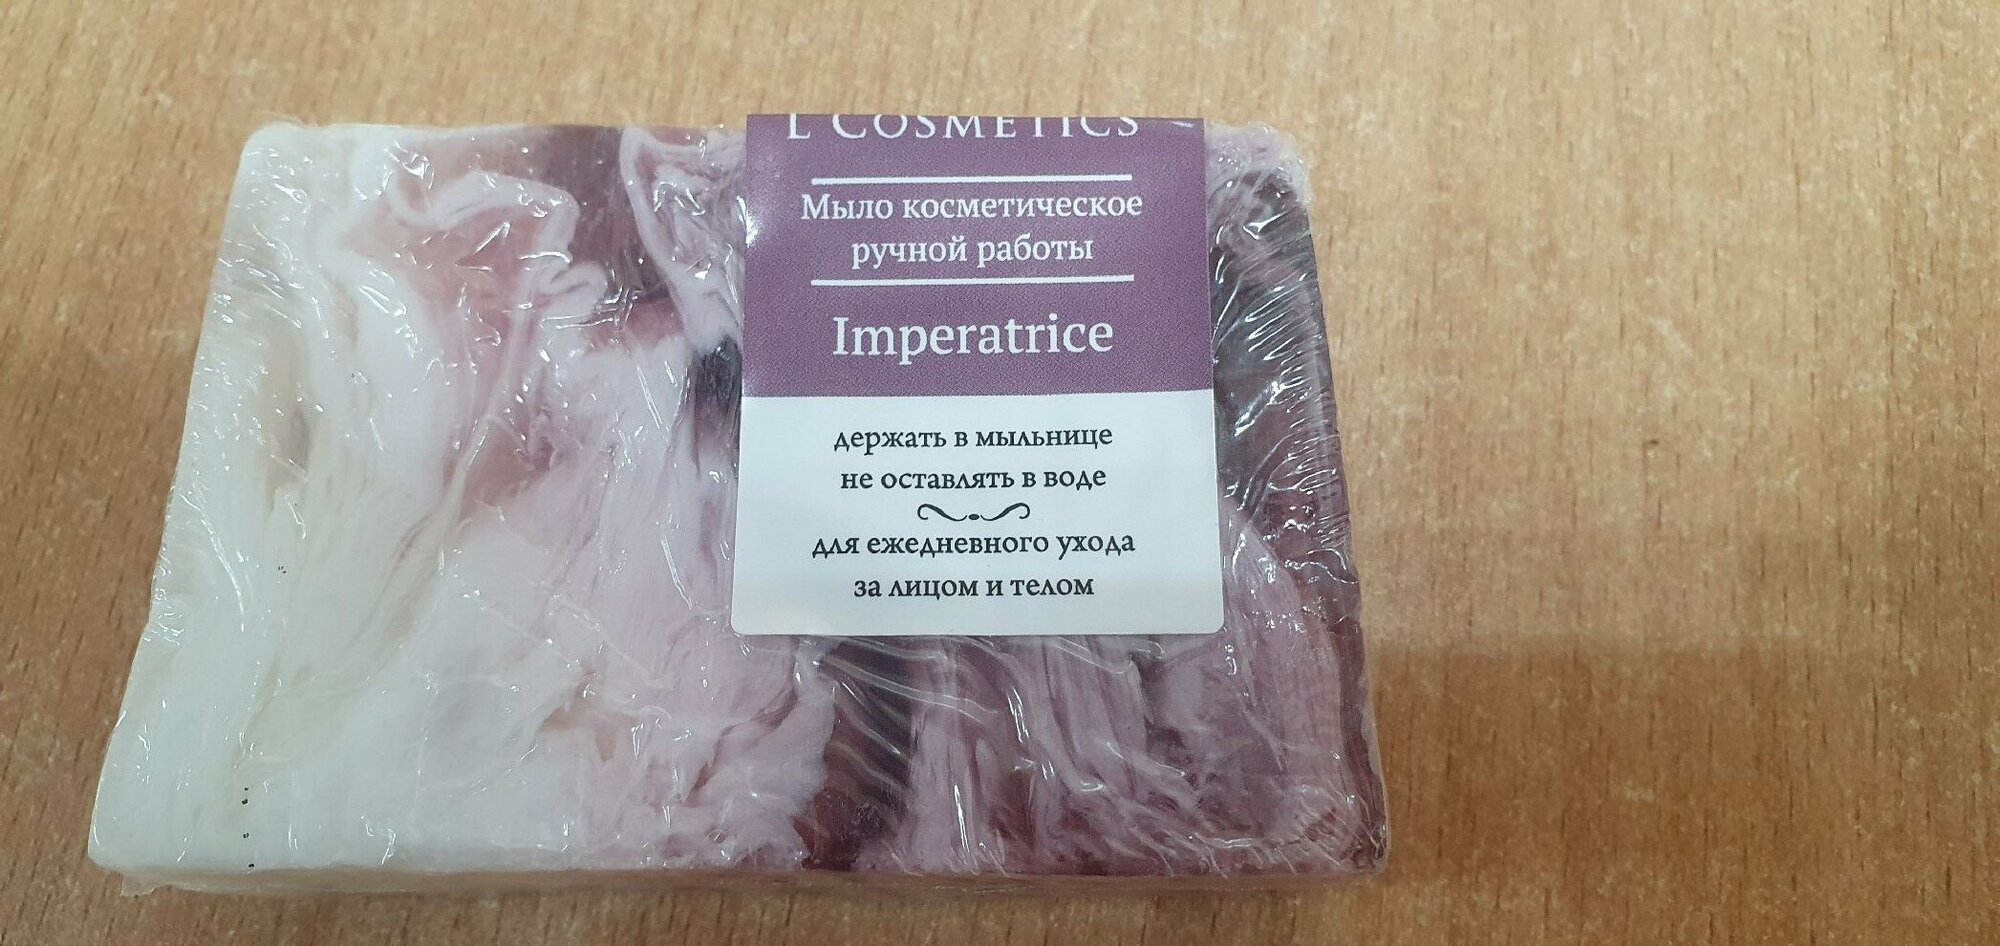 L COSMETICS
Мыло косметическое
ручной работы
Imperatrice
держать в мыльнице
не оставлять в воде
для ежедневного ухода
за лицом и телом